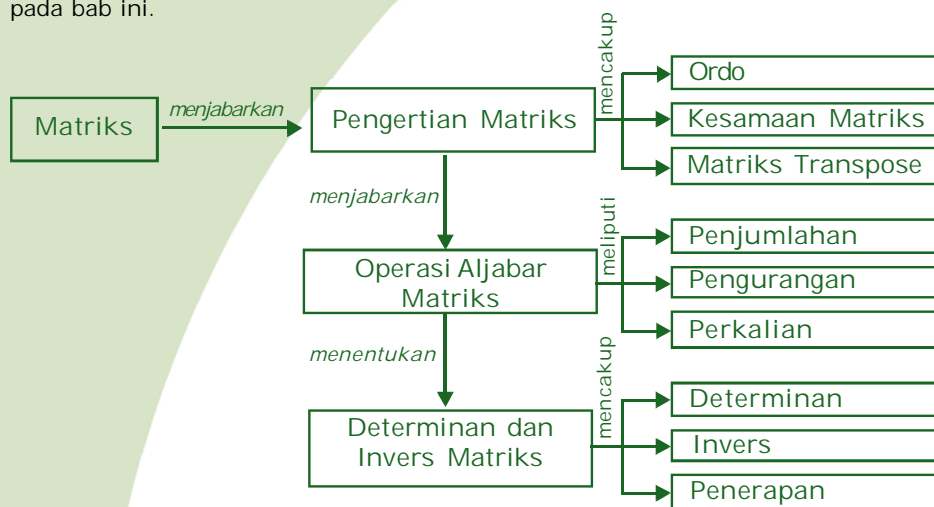 pada bab ini.
Matriks
menjabarkan
Pengertian Matriks
mencakup
Ordo
Kesamaan Matriks
Matriks Transpose
menjabarkan
Operasi Aljabar
Matriks
meliputi
Penjumlahan
Pengurangan
Perkalian
menentukan
Determinan dan
Invers Matriks
mencakup
Determinan
Invers
Penerapan